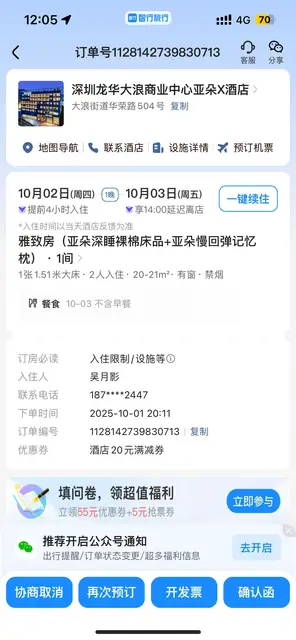 12:05
智行旅行
4G 70
订单号1128142739830713
客服
分享
深圳龙华大浪商业中心亚朵X酒店
大浪街道华荣路504号 复制
地图导航
联系酒店
设施详情
预订机票
10月02日(周四) 1晚 10月03日(周五)
提前4小时入住
享14:00延迟离店
一键续住
*入住时间以当天酒店反馈为准
雅致房（亚朵深睡裸棉床品+亚朵慢回弹记忆
枕）· 1间
1张1.51米大床 · 2人入住 · 20-21m² · 有窗 · 禁烟
餐食 10-03 不含早餐
订房必读 入住限制/设施等
入住人 吴月影
联系电话 187****2447
下单时间 2025-10-01 20:11
订单编号 1128142739830713 复制
优惠券 酒店20元满减券
填问卷，领超值福利
立领55元优惠券+5元抢票券
立即参与
推荐开启公众号通知
出行提醒/订单状态变更/超多福利信息
去开启
协商取消
再次预订
开发票
确认函